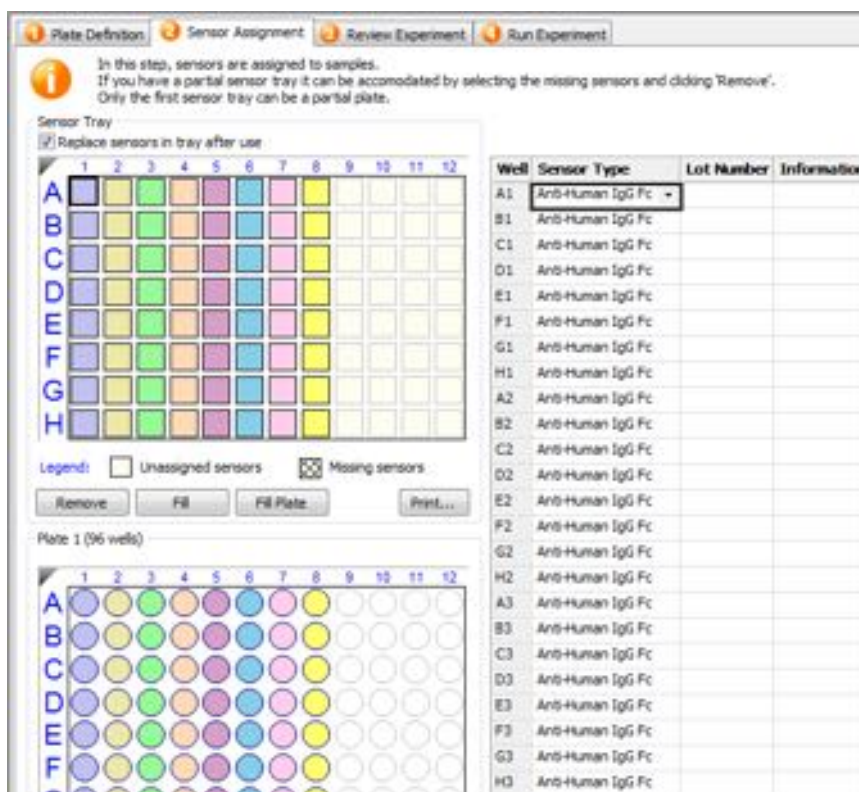 1 Plate Definition 2 Sensor Assignment 3 Review Experiment 4 Run Experiment
In this step, sensors are assigned to samples.
If you have a partial sensor tray it can be accomodated by selecting the missing sensors and clicking 'Remove'.
Only the first sensor tray can be a partial plate.
Sensor Tray
Replace sensors in tray after use
1 2 3 4 5 6 7 8 9 10 11 12
A
B
C
D
E
F
G
H
Legend: Unassigned sensors Missing sensors
Remove Fill Fill Plate Print...
Plate 1 (96 wells)
1 2 3 4 5 6 7 8 9 10 11 12
A
B
C
D
E
F
Well Sensor Type Lot Number Information
A1 Anti-Human IgG Fc
B1 Anti-Human IgG Fc
C1 Anti-Human IgG Fc
D1 Anti-Human IgG Fc
E1 Anti-Human IgG Fc
F1 Anti-Human IgG Fc
G1 Anti-Human IgG Fc
H1 Anti-Human IgG Fc
A2 Anti-Human IgG Fc
B2 Anti-Human IgG Fc
C2 Anti-Human IgG Fc
D2 Anti-Human IgG Fc
E2 Anti-Human IgG Fc
F2 Anti-Human IgG Fc
G2 Anti-Human IgG Fc
H2 Anti-Human IgG Fc
A3 Anti-Human IgG Fc
B3 Anti-Human IgG Fc
C3 Anti-Human IgG Fc
D3 Anti-Human IgG Fc
E3 Anti-Human IgG Fc
F3 Anti-Human IgG Fc
G3 Anti-Human IgG Fc
H3 Anti-Human IgG Fc